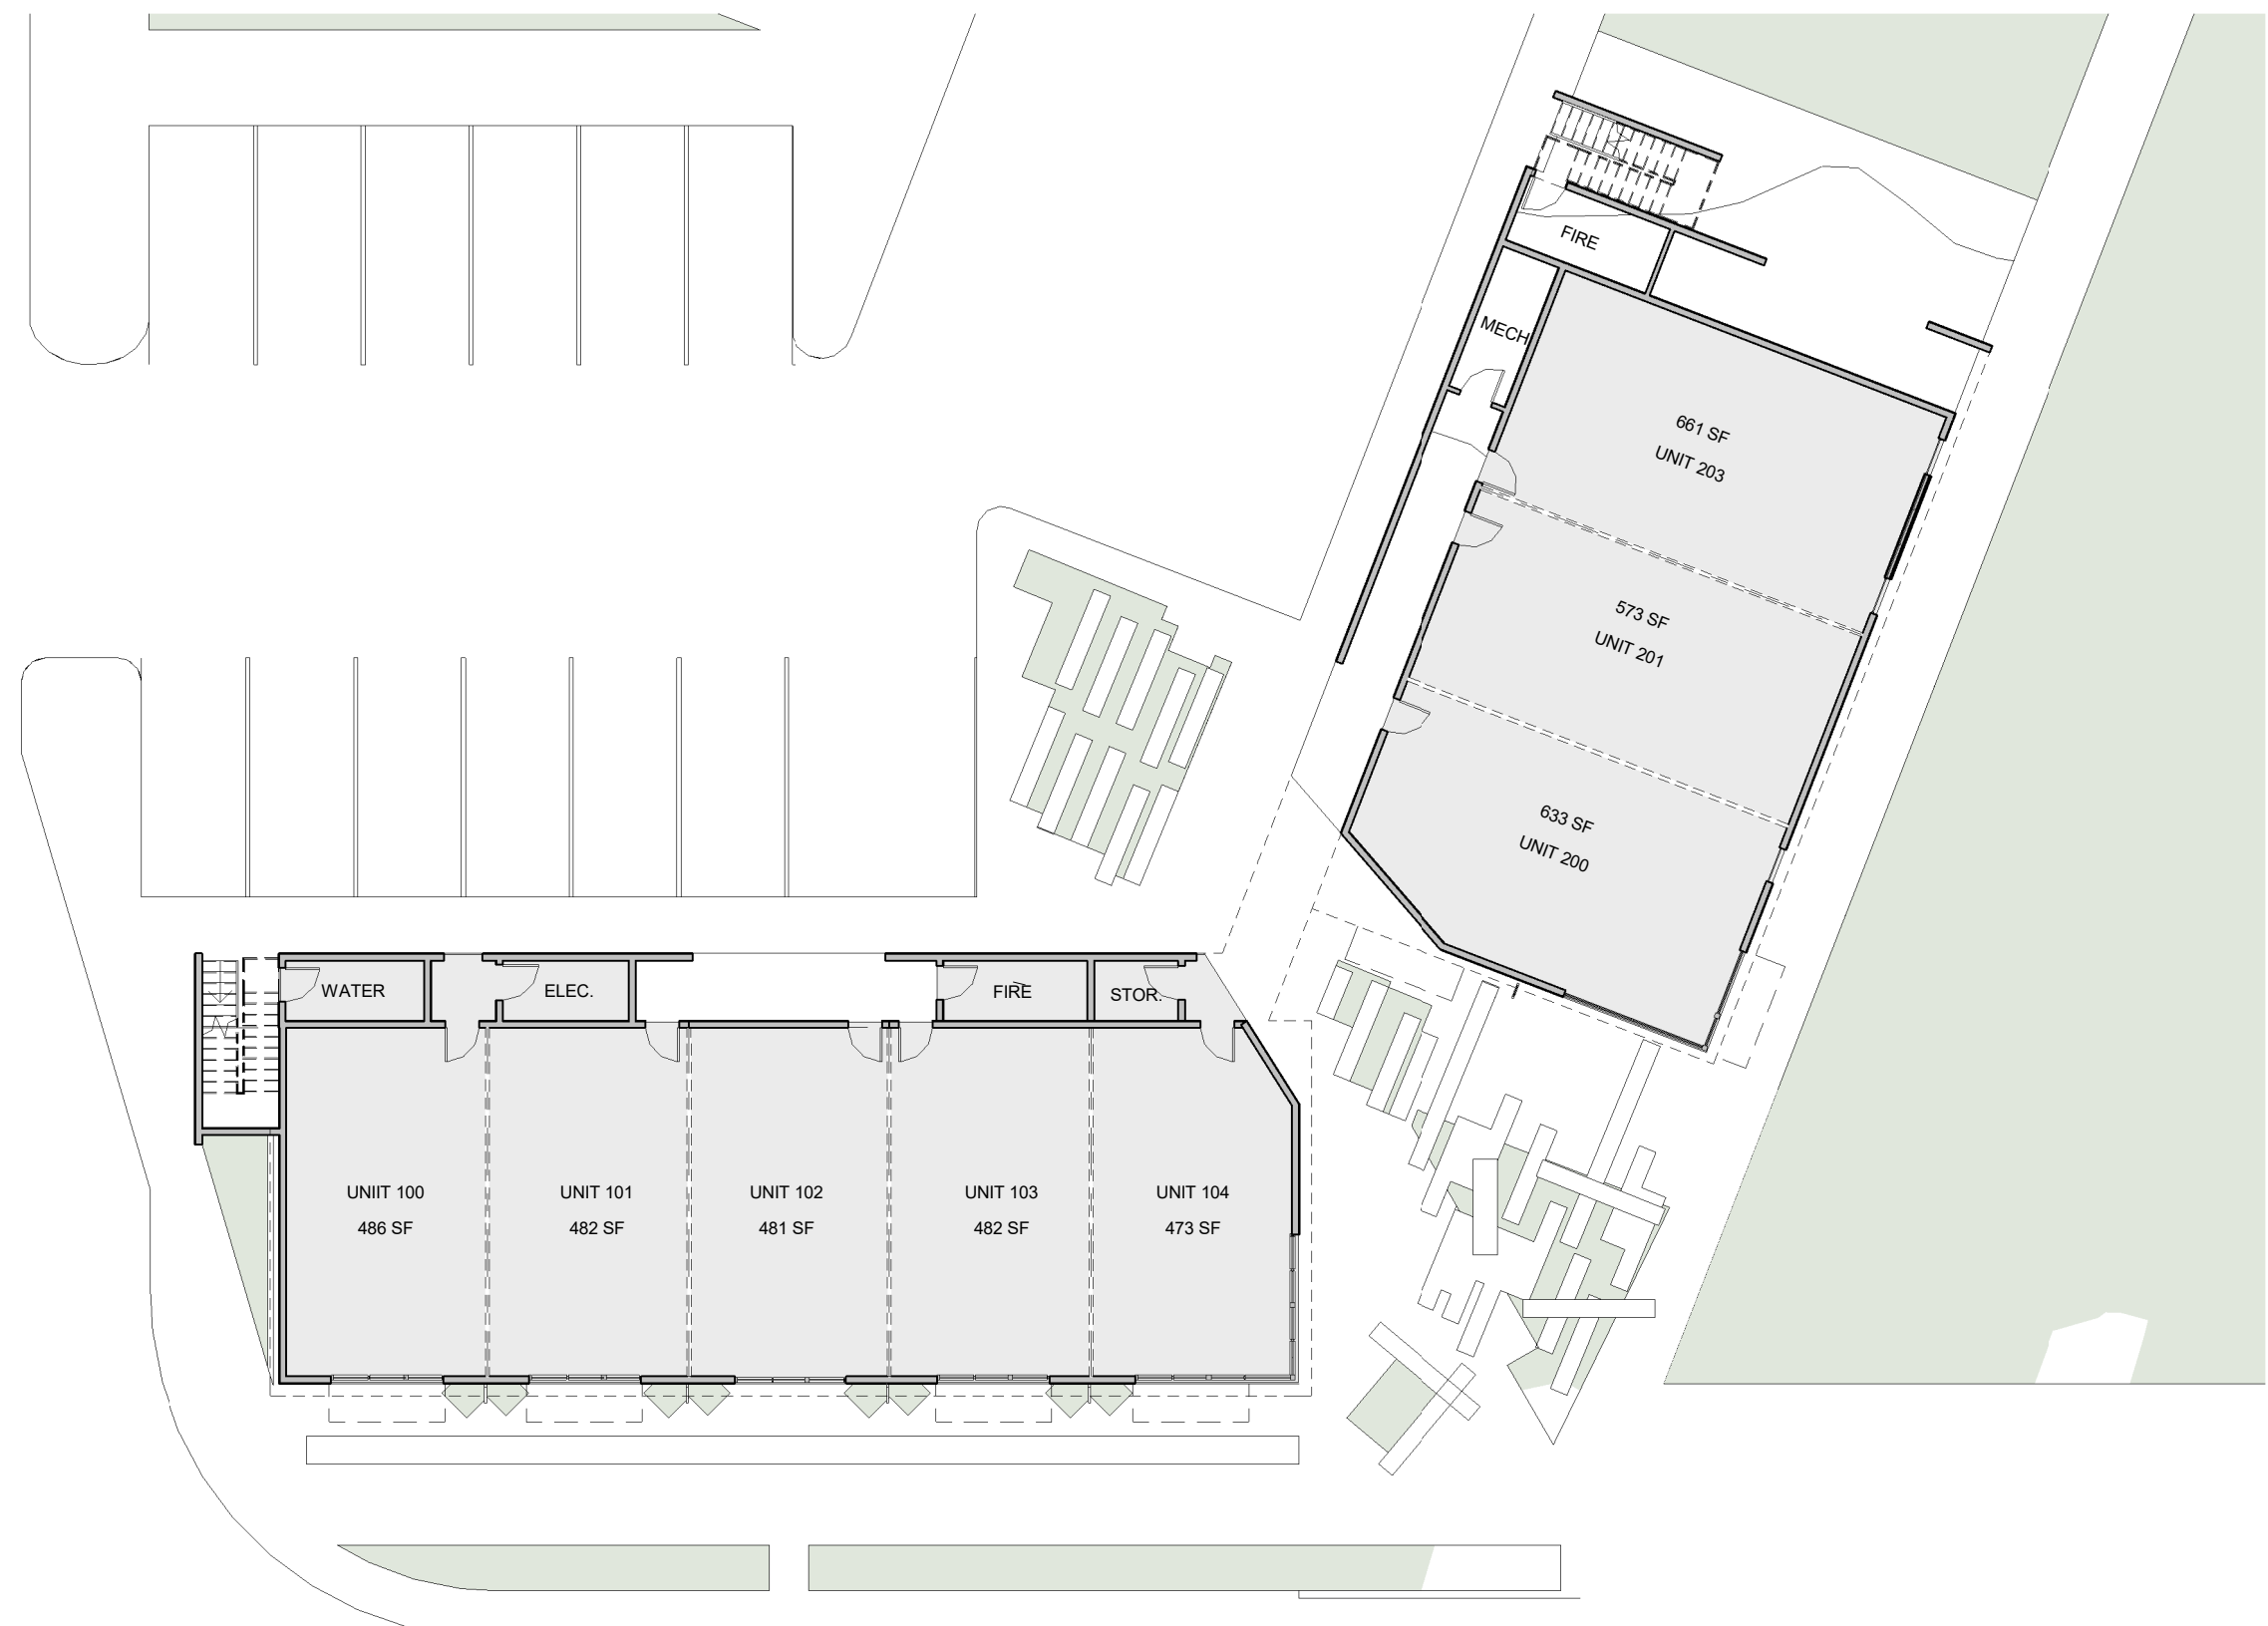 FIRE
MECH
661 SF
UNIT 203
573 SF
UNIT 201
633 SF
UNIT 200
WATER
ELEC.
FIRE
STOR.
UNIIT 100
486 SF
UNIT 101
482 SF
UNIT 102
481 SF
UNIT 103
482 SF
UNIT 104
473 SF